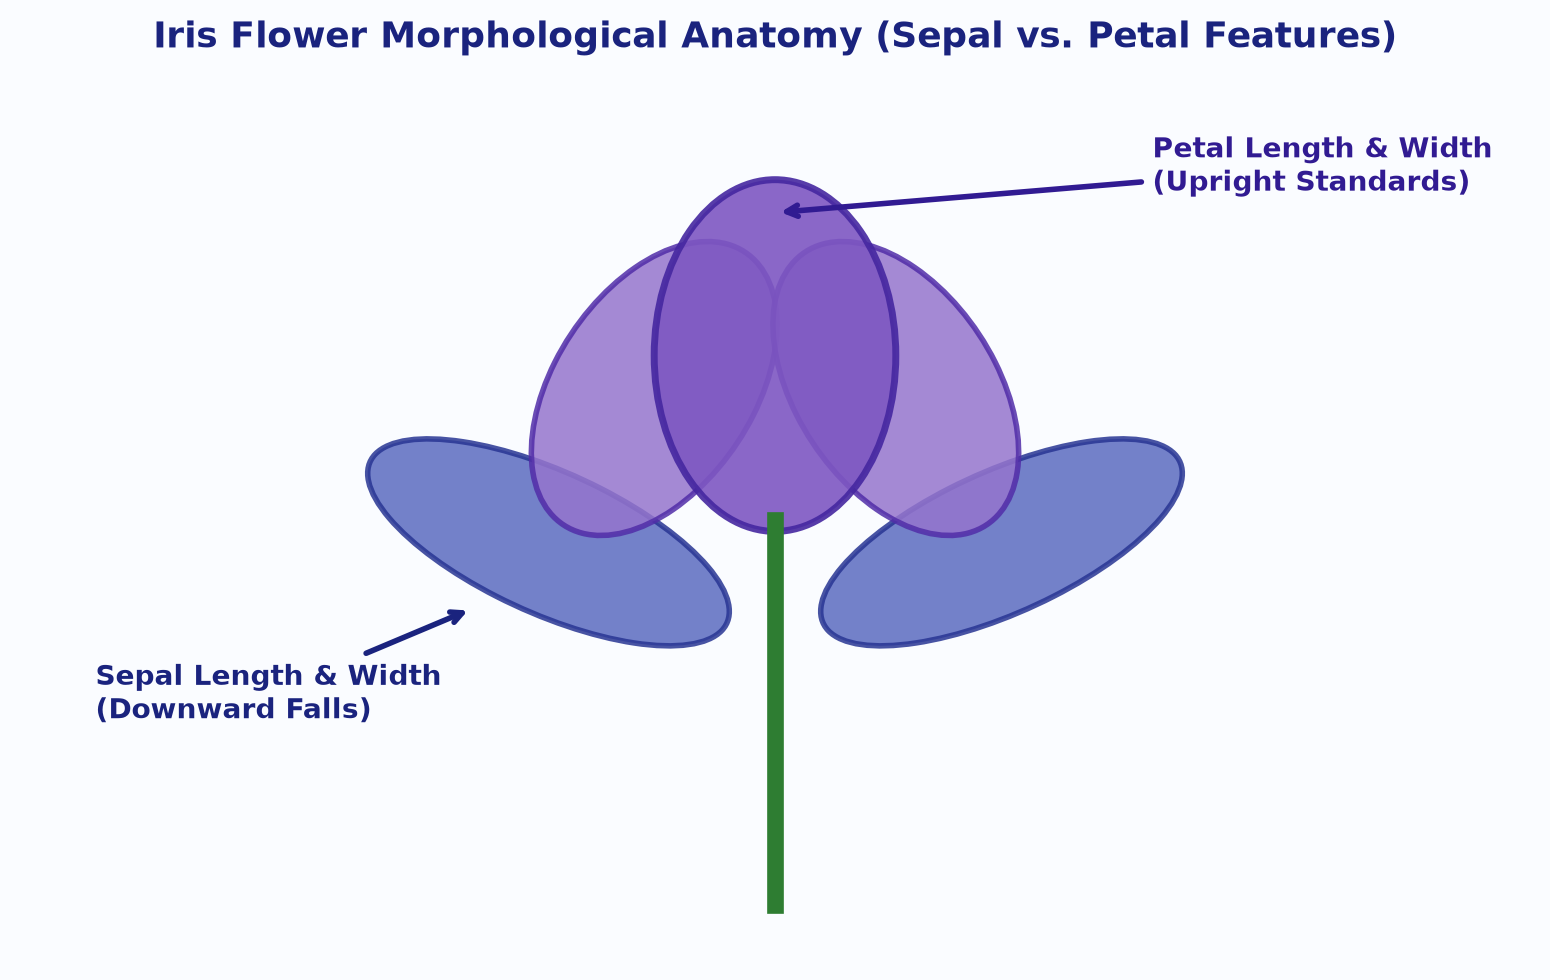 Iris Flower Morphological Anatomy (Sepal vs. Petal Features)
Petal Length & Width
(Upright Standards)
Sepal Length & Width
(Downward Falls)